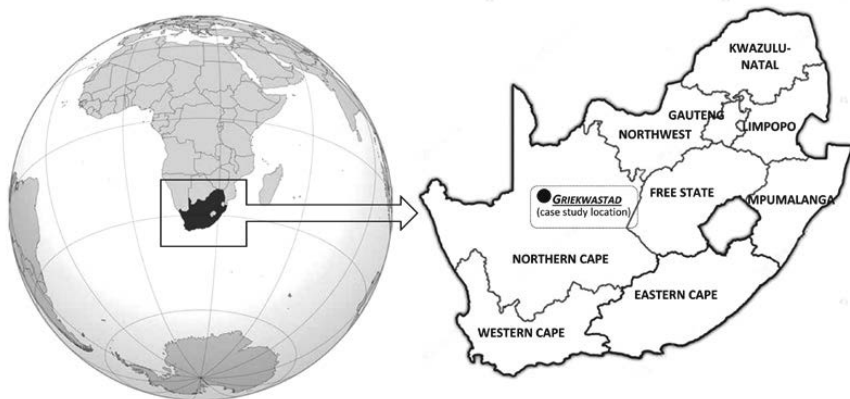 KWAZULU-
NATAL
GAUTENG
LIMPOPO
NORTHWEST
GRIEKWASTAD
(case study location)
FREE STATE
MPUMALANGA
NORTHERN CAPE
EASTERN CAPE
WESTERN CAPE